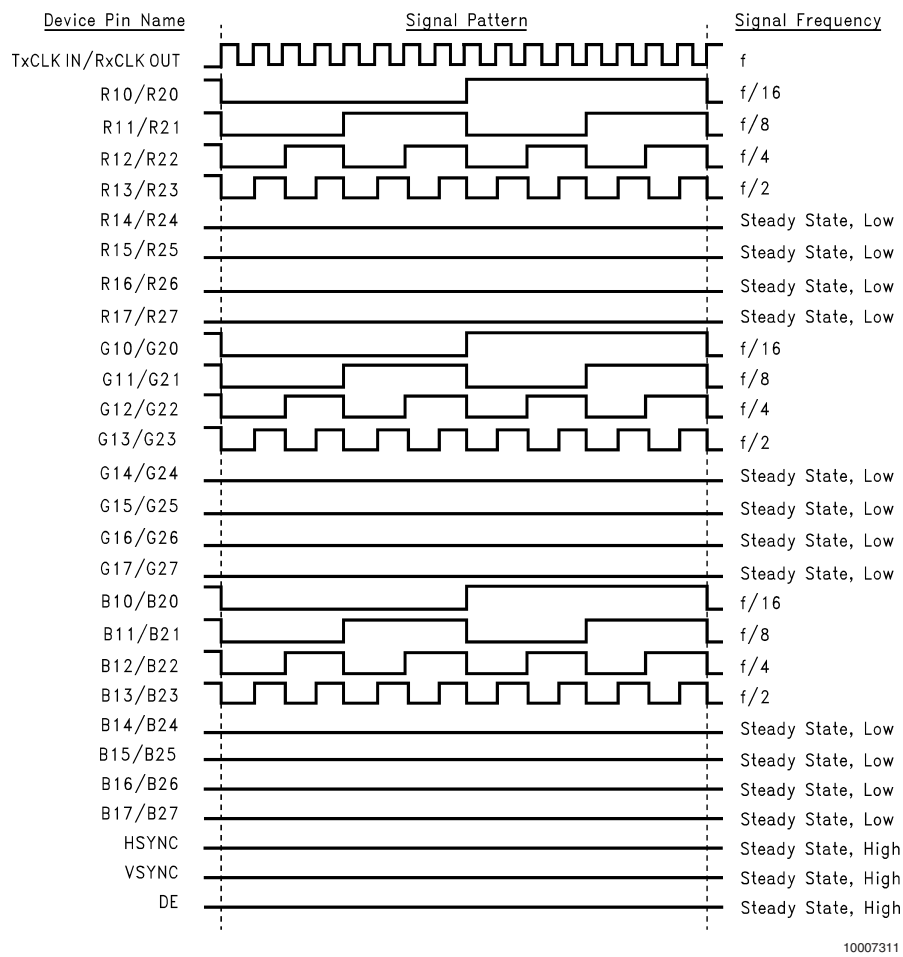 Device Pin Name Signal Pattern Signal Frequency
TxCLK IN/RxCLK OUT f
R10/R20 f/16
R11/R21 f/8
R12/R22 f/4
R13/R23 f/2
R14/R24 Steady State, Low
R15/R25 Steady State, Low
R16/R26 Steady State, Low
R17/R27 Steady State, Low
G10/G20 f/16
G11/G21 f/8
G12/G22 f/4
G13/G23 f/2
G14/G24 Steady State, Low
G15/G25 Steady State, Low
G16/G26 Steady State, Low
G17/G27 Steady State, Low
B10/B20 f/16
B11/B21 f/8
B12/B22 f/4
B13/B23 f/2
B14/B24 Steady State, Low
B15/B25 Steady State, Low
B16/B26 Steady State, Low
B17/B27 Steady State, Low
HSYNC Steady State, High
VSYNC Steady State, High
DE Steady State, High
10007311